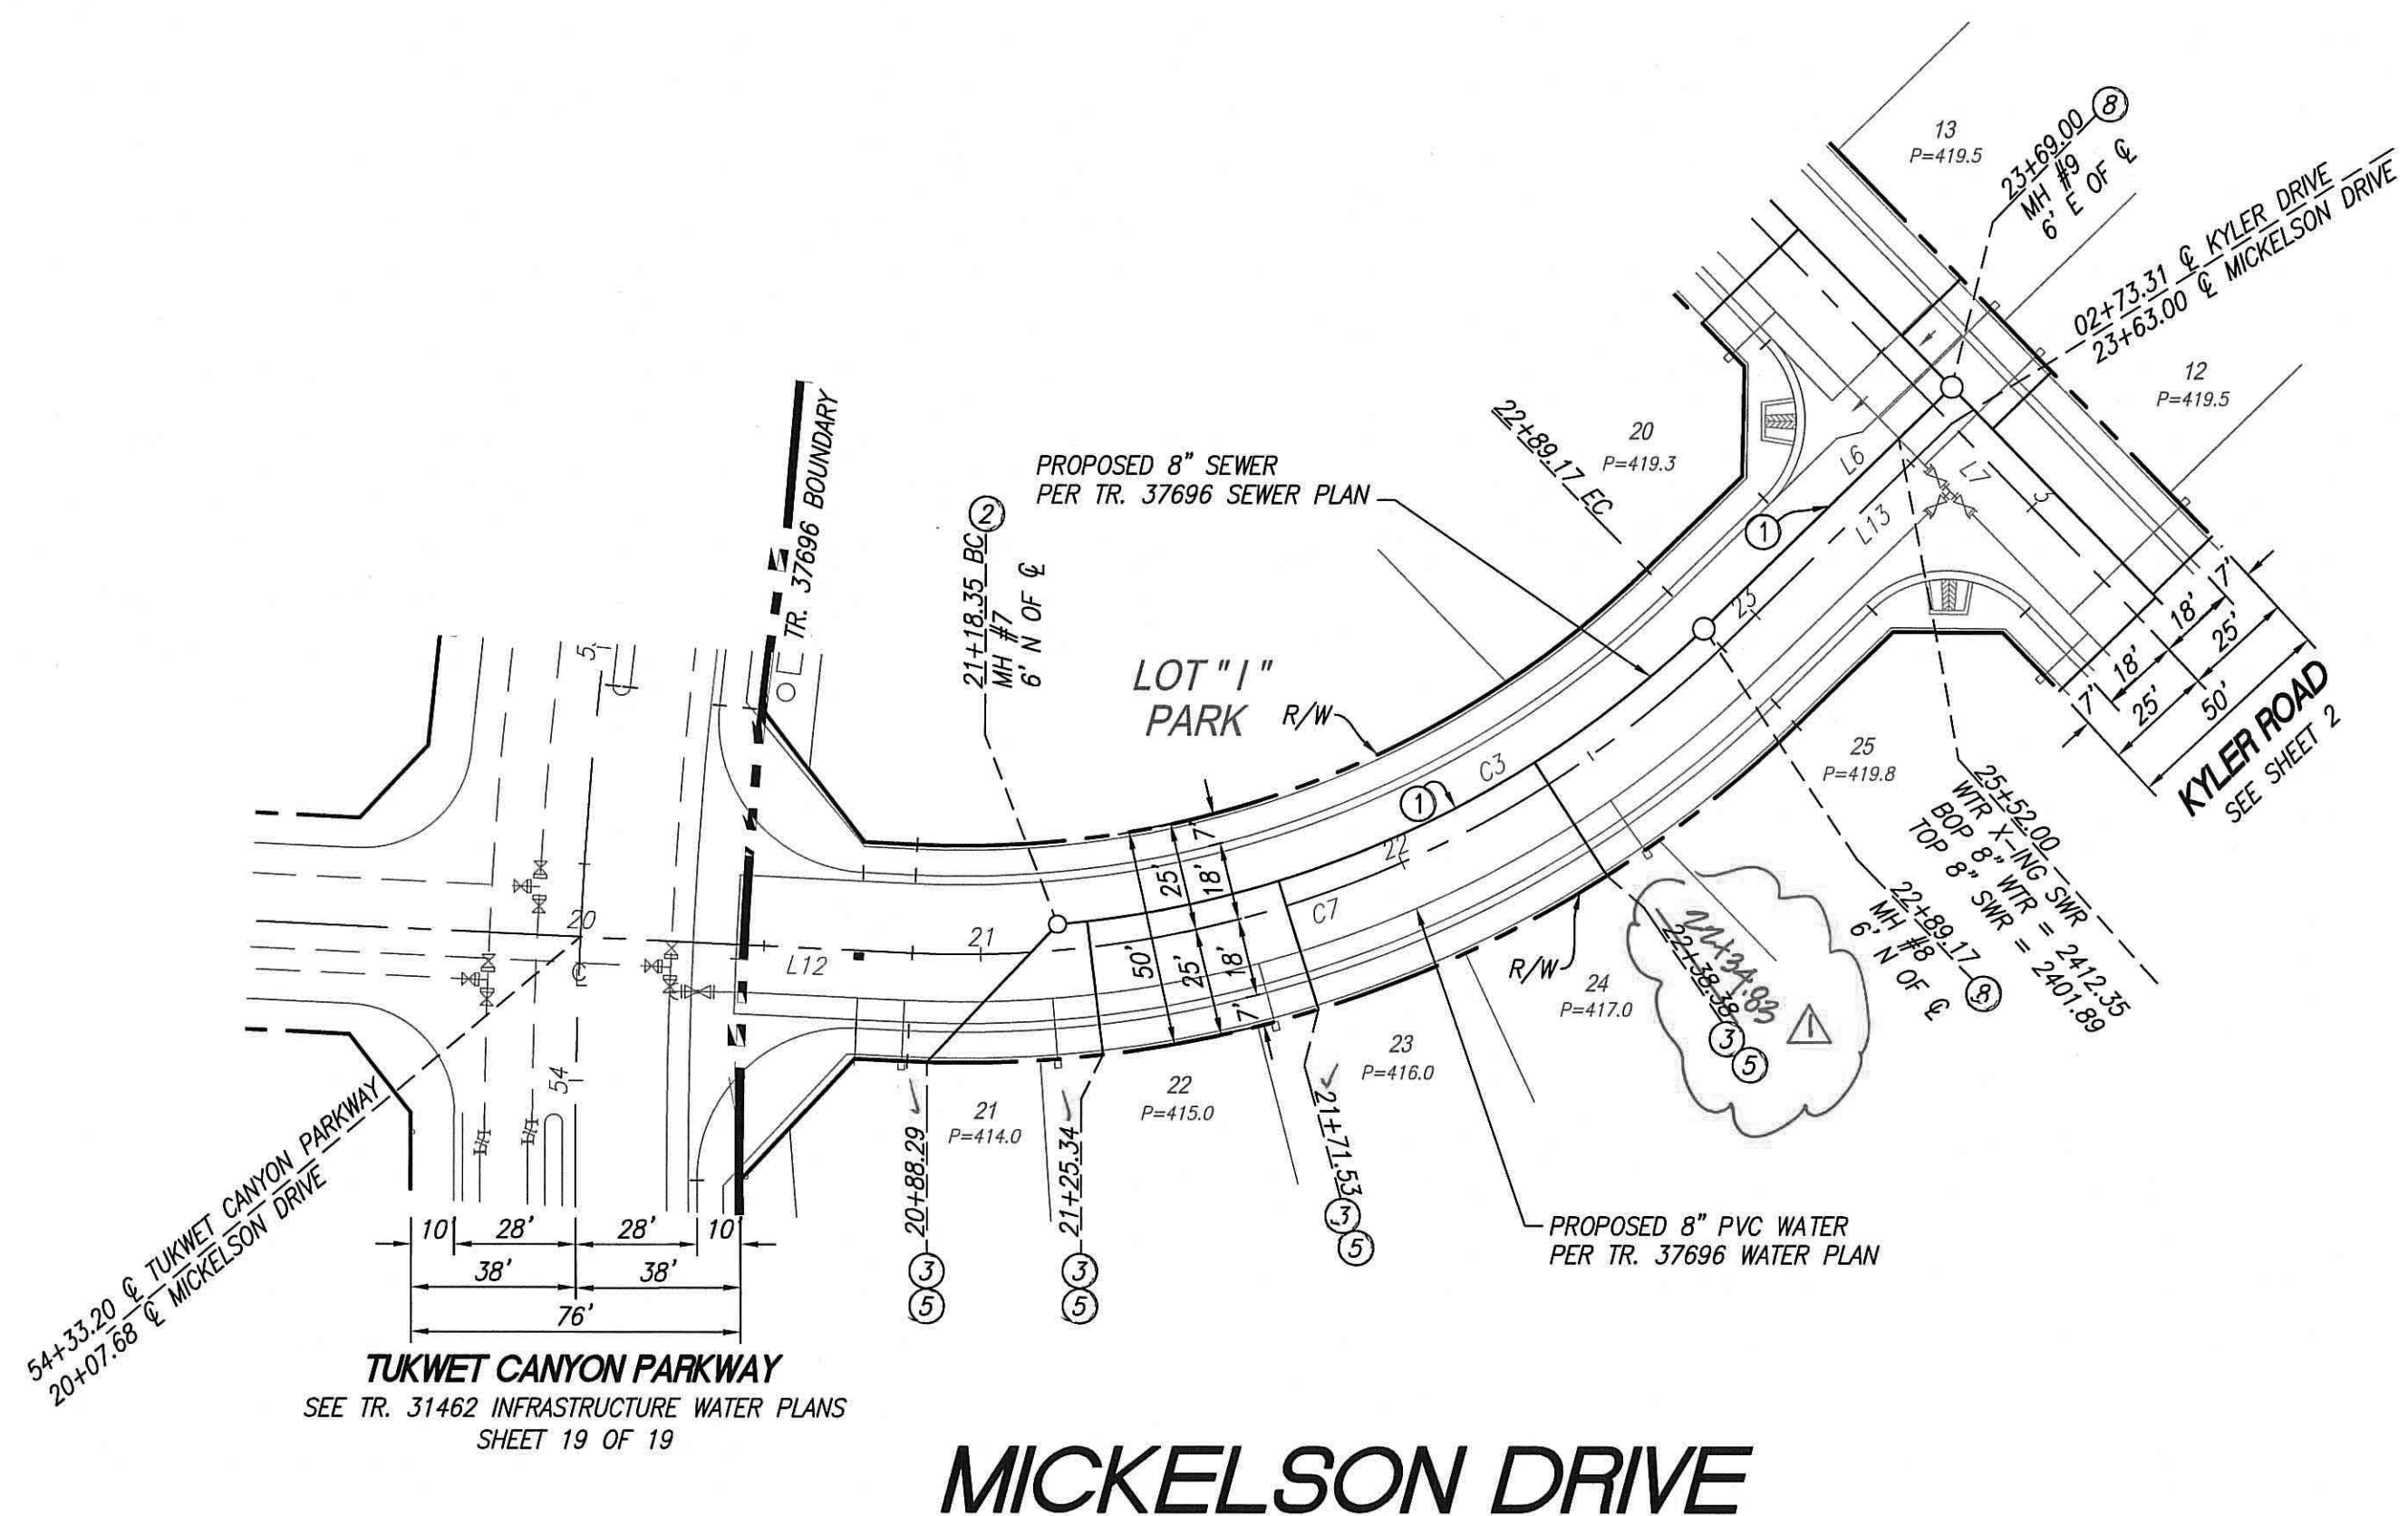 13
P=419.5
23+69.00 8
MH #9
6' E OF ℄
02+73.31 ℄ KYLER DRIVE
23+63.00 ℄ MICKELSON DRIVE
12
P=419.5
20
P=419.3
22+89.17 EC
PROPOSED 8" SEWER
PER TR. 37696 SEWER PLAN
TR. 37696 BOUNDARY
21+18.35 BC 2
MH #7
6' N OF ℄
L6
L7
3
L13
1
23
LOT "I"
PARK
R/W
7'
18'
18'
7'
25'
25'
50'
KYLER ROAD
SEE SHEET 2
25
P=419.8
25+52.00
WTR X-ING SWR
BOP 8" WTR = 2412.35
TOP 8" SWR = 2401.89
22+89.17 8
MH #8
6' N OF ℄
C3
1
22
C7
7'
18'
25'
50'
25'
18'
7'
5
20
℄
54
L12
21
R/W
24
P=417.0
22+34.83
22+38.38
3
5
1
23
P=416.0
22
P=415.0
21
P=414.0
20+88.29
3
5
21+25.34
3
5
21+71.53
3
5
PROPOSED 8" PVC WATER
PER TR. 37696 WATER PLAN
54+33.20 ℄ TUKWET CANYON PARKWAY
20+07.68 ℄ MICKELSON DRIVE
10' 28' 28' 10'
38' 38'
76'
TUKWET CANYON PARKWAY
SEE TR. 31462 INFRASTRUCTURE WATER PLANS
SHEET 19 OF 19
MICKELSON DRIVE